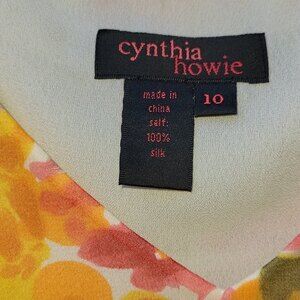 cynthia
howie
made in
china
self:
100%
silk
10